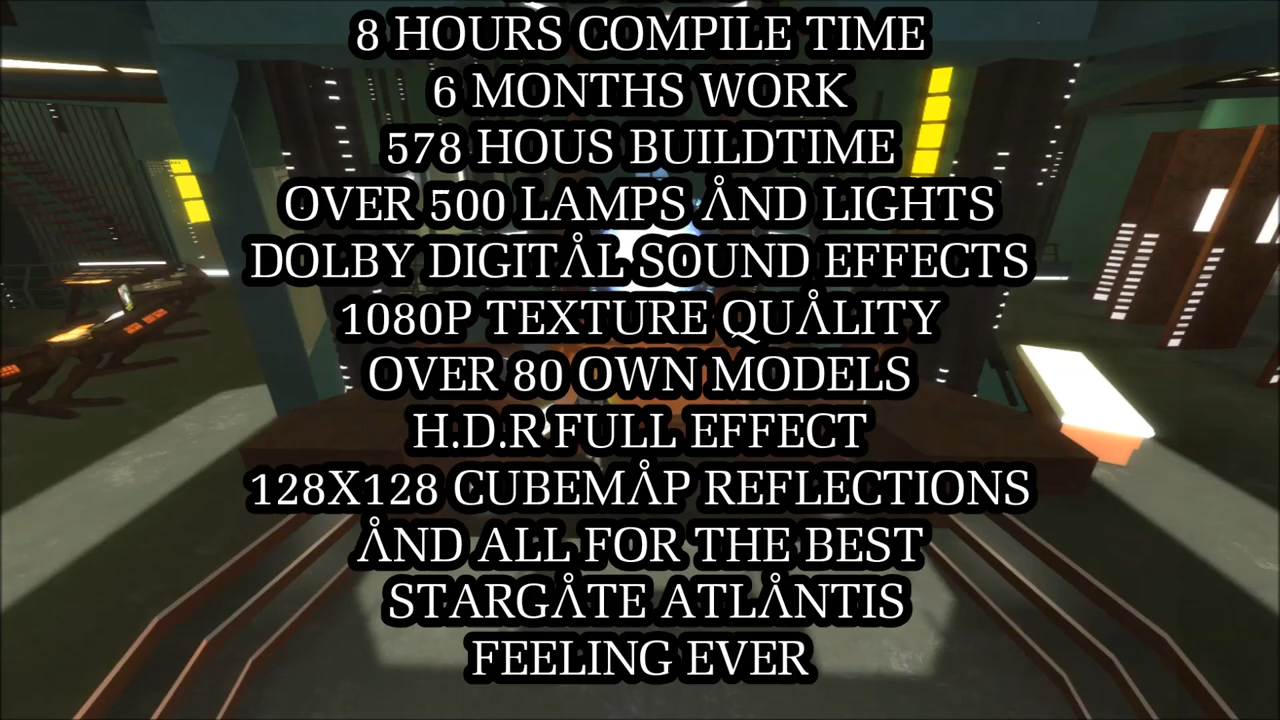 8 HOURS COMPILE TIME
6 MONTHS WORK
578 HOUS BUILDTIME
OVER 500 LAMPS ÅND LIGHTS
DOLBY DIGITÅL SOUND EFFECTS
1080P TEXTURE QUÅLITY
OVER 80 OWN MODELS
H.D.R FULL EFFECT
128X128 CUBEMÅP REFLECTIONS
ÅND ALL FOR THE BEST
STARGÅTE ATLÅNTIS
FEELING EVER